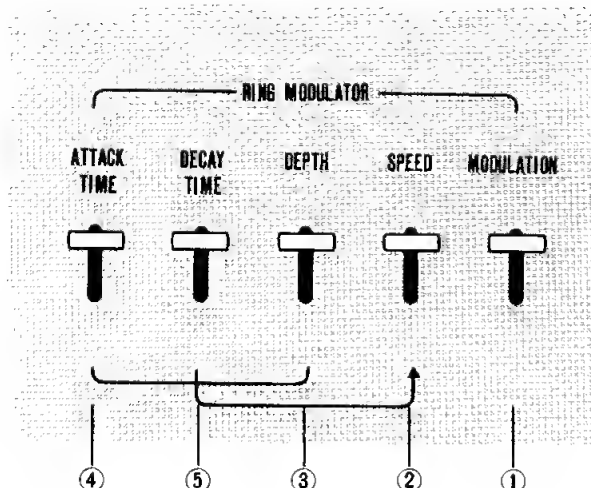 RING MODULATOR
ATTACK TIME
DECAY TIME
DEPTH
SPEED
MODULATION
④ ⑤ ③ ② ①